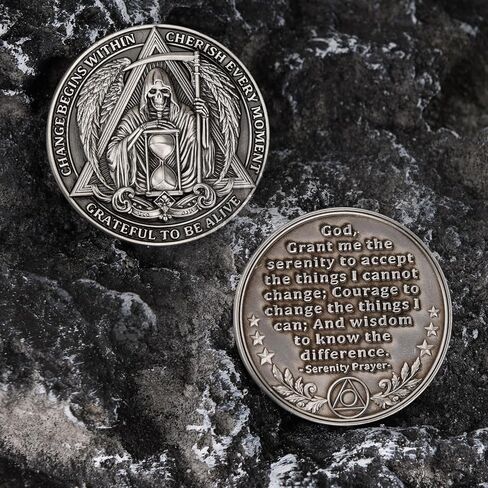 CHANGE BEGINS WITHIN
CHERISH EVERY MOMENT
GRATEFUL TO BE ALIVE
God,
Grant me the
serenity to accept
the things I cannot
change; Courage to
change the things I
can; And wisdom
to know the
difference.
-Serenity Prayer-